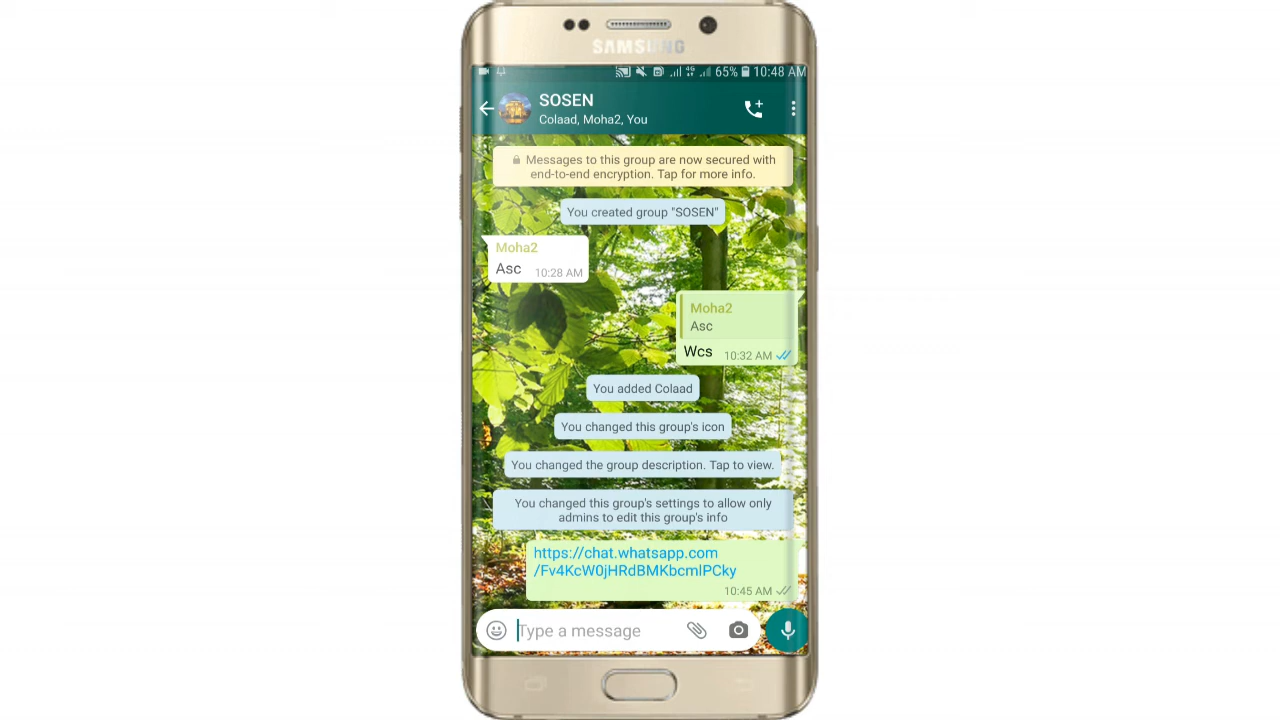 SAMSUNG
4G 65% 10:48 AM
SOSEN
Colaad, Moha2, You
Messages to this group are now secured with
end-to-end encryption. Tap for more info.
You created group "SOSEN"
Moha2
Asc 10:28 AM
Moha2
Asc
Wcs 10:32 AM
You added Colaad
You changed this group's icon
You changed the group description. Tap to view.
You changed this group's settings to allow only
admins to edit this group's info
https://chat.whatsapp.com
/Fv4KcW0jHRdBMKbcmlPCky
10:45 AM
Type a message